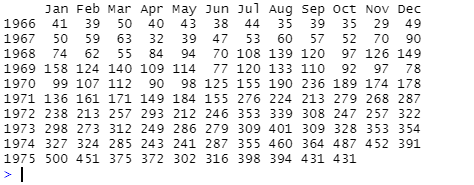 Jan Feb Mar Apr May Jun Jul Aug Sep Oct Nov Dec
1966  41  39  50  40  43  38  44  35  39  35  29  49
1967  50  59  63  32  39  47  53  60  57  52  70  90
1968  74  62  55  84  94  70 108 139 120  97 126 149
1969 158 124 140 109 114  77 120 133 110  92  97  78
1970  99 107 112  90  98 125 155 190 236 189 174 178
1971 136 161 171 149 184 155 276 224 213 279 268 287
1972 238 213 257 293 212 246 353 339 308 247 257 322
1973 298 273 312 249 286 279 309 401 309 328 353 354
1974 327 324 285 243 241 287 355 460 364 487 452 391
1975 500 451 375 372 302 316 398 394 431 431
>